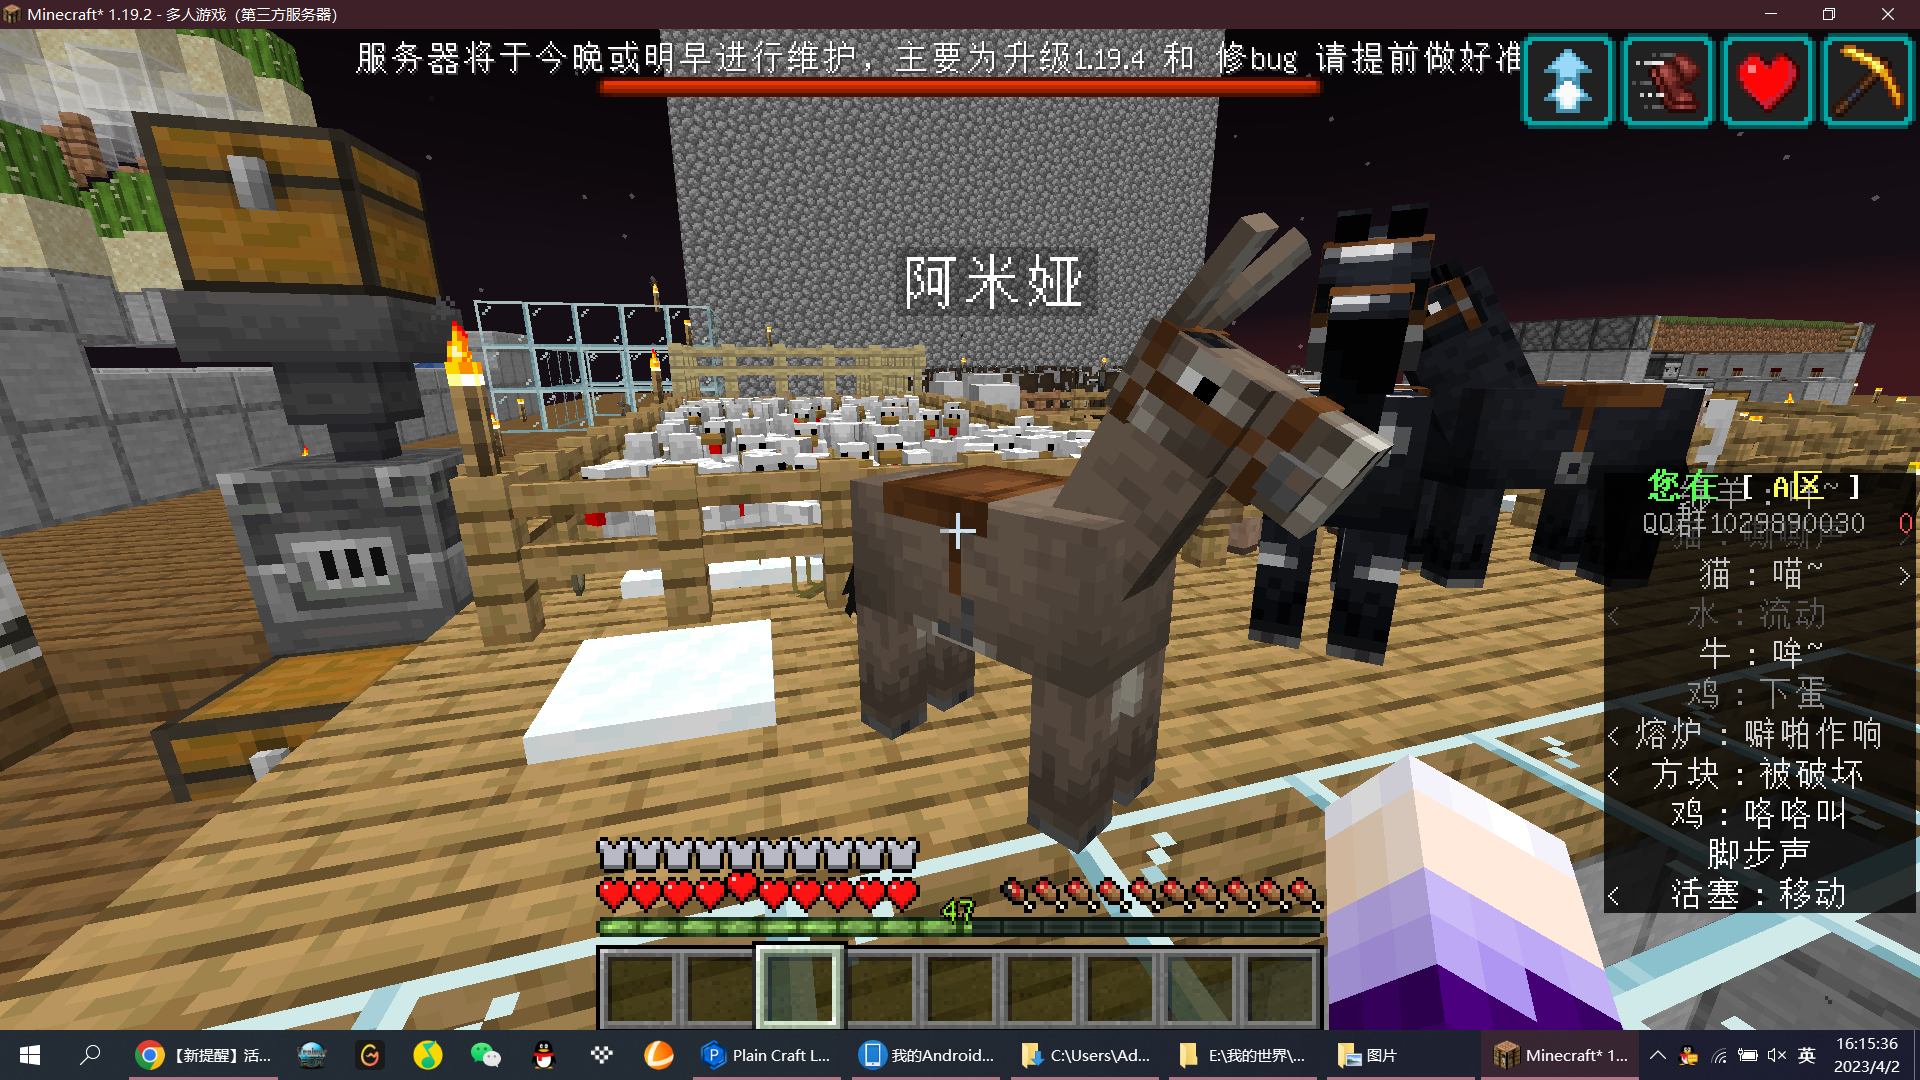 Minecraft* 1.19.2 - 多人游戏（第三方服务器）
服务器将于今晚或明早进行维护，主要为升级1.19.4 和 修bug 请提前做好准
阿米娅
您在 [ A区~ ]
QQ群1029890030 0
猫：喵~ >
< 水：流动
牛：哞~
鸡：下蛋
< 熔炉：噼啪作响
< 方块：被破坏
鸡：咯咯叫
脚步声
< 活塞：移动
47
【新提醒】活...
Plain Craft L...
我的Android...
C:\Users\Ad...
E:\我的世界\...
图片
Minecraft* 1...
英
16:15:36
2023/4/2